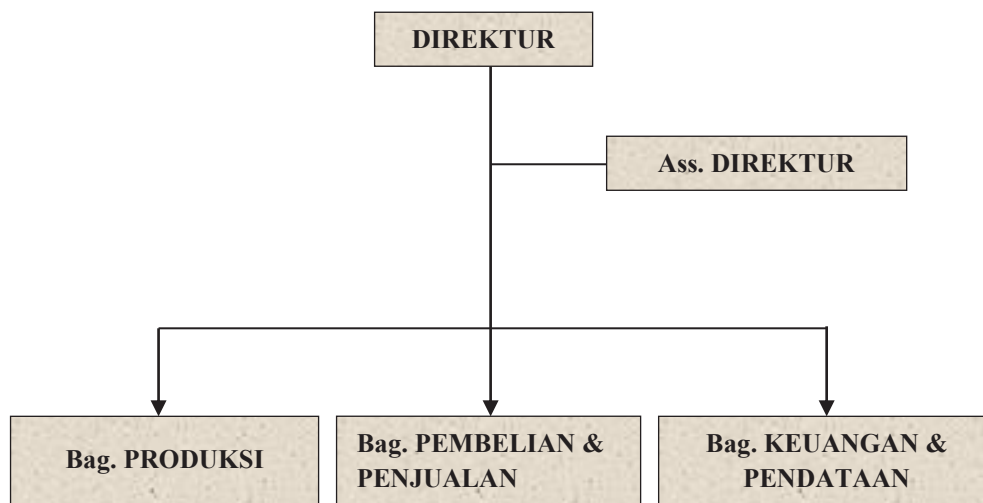 DIREKTUR
Ass. DIREKTUR
Bag. PRODUKSI
Bag. PEMBELIAN &
PENJUALAN
Bag. KEUANGAN &
PENDATAAN